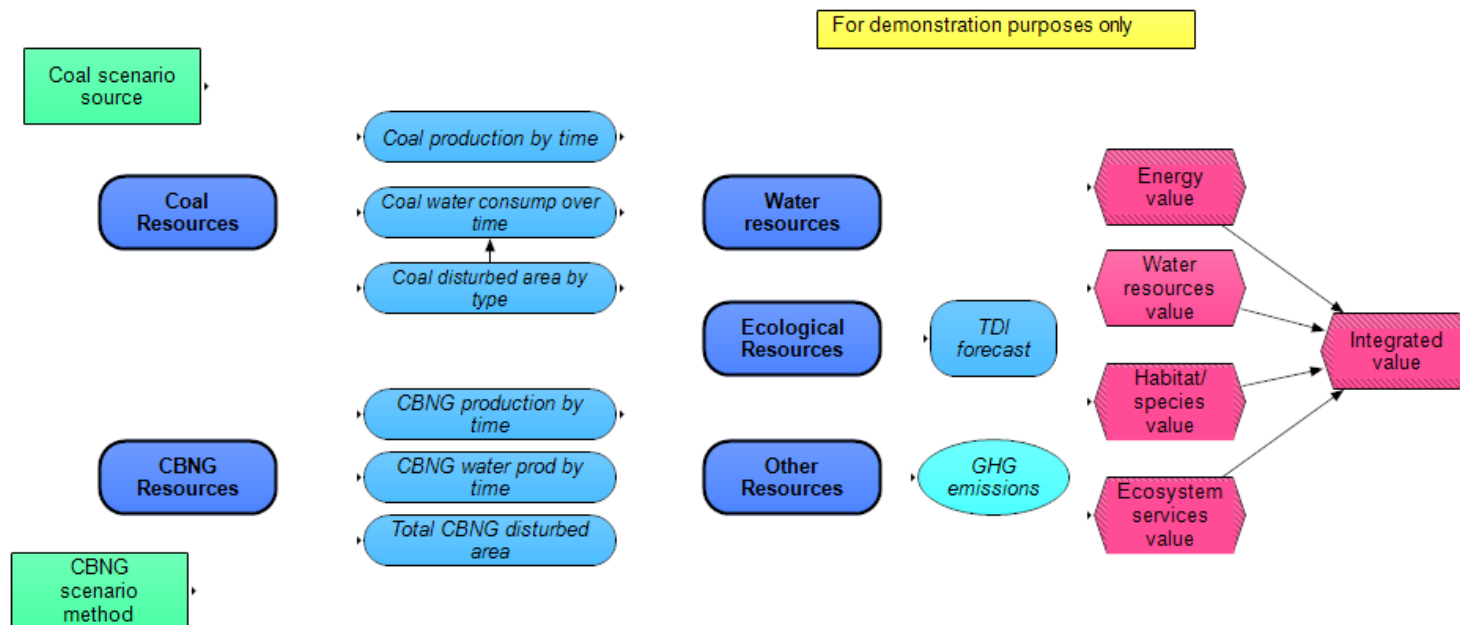 For demonstration purposes only
Coal scenario
source
Coal production by time
Coal
Resources
Coal water consump over
time
Coal disturbed area by
type
Water
resources
Energy
value
Water
resources
value
Ecological
Resources
TDI
forecast
Integrated
value
Habitat/
species
value
CBNG production by
time
CBNG
Resources
CBNG water prod by
time
Total CBNG disturbed
area
Other
Resources
GHG
emissions
Ecosystem
services
value
CBNG
scenario
method